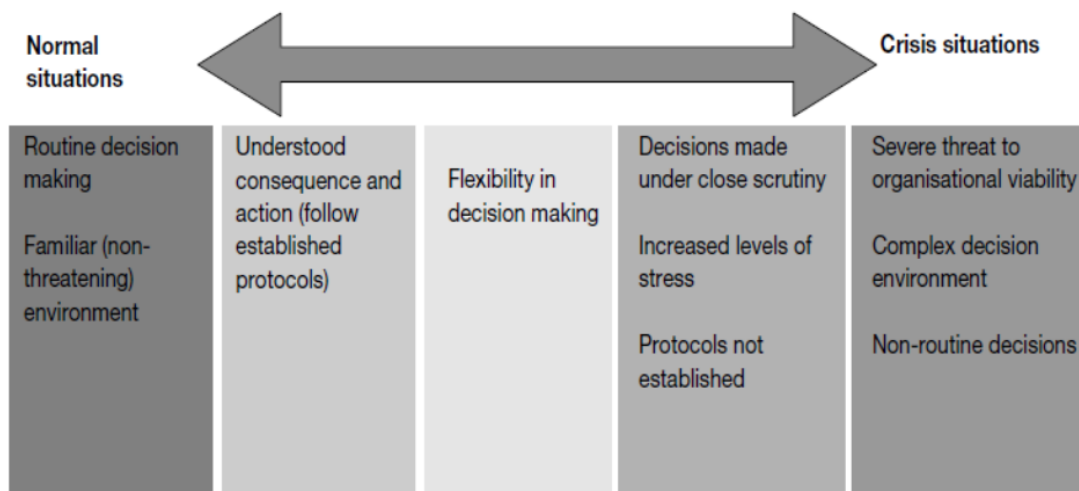 Normal
situations
Crisis situations
Routine decision
making
Familiar (non-
threatening)
environment
Understood
consequence and
action (follow
established
protocols)
Flexibility in
decision making
Decisions made
under close scrutiny
Increased levels of
stress
Protocols not
established
Severe threat to
organisational viability
Complex decision
environment
Non-routine decisions